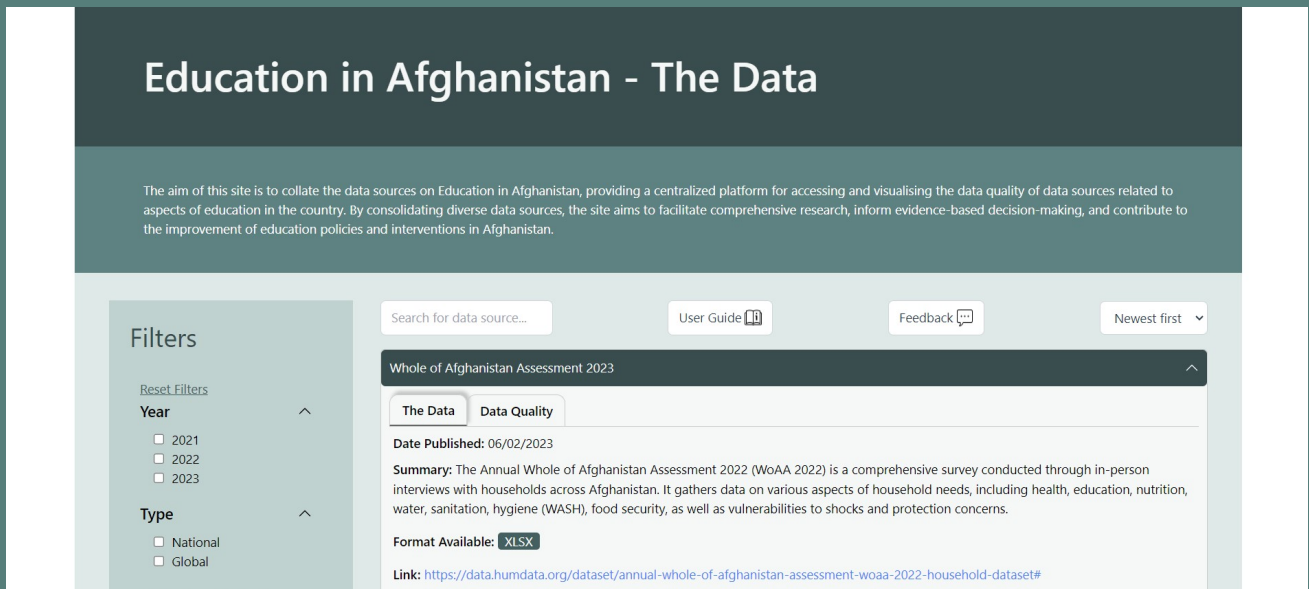 Education in Afghanistan - The Data
The aim of this site is to collate the data sources on Education in Afghanistan, providing a centralized platform for accessing and visualising the data quality of data sources related to
aspects of education in the country. By consolidating diverse data sources, the site aims to facilitate comprehensive research, inform evidence-based decision-making, and contribute to
the improvement of education policies and interventions in Afghanistan.
Filters
Reset Filters
Year
2021
2022
2023
Type
National
Global
Search for data source...
User Guide
Feedback
Newest first
Whole of Afghanistan Assessment 2023
The Data
Data Quality
Date Published: 06/02/2023
Summary: The Annual Whole of Afghanistan Assessment 2022 (WoAA 2022) is a comprehensive survey conducted through in-person
interviews with households across Afghanistan. It gathers data on various aspects of household needs, including health, education, nutrition,
water, sanitation, hygiene (WASH), food security, as well as vulnerabilities to shocks and protection concerns.
Format Available: XLSX
Link: https://data.humdata.org/dataset/annual-whole-of-afghanistan-assessment-woaa-2022-household-dataset#